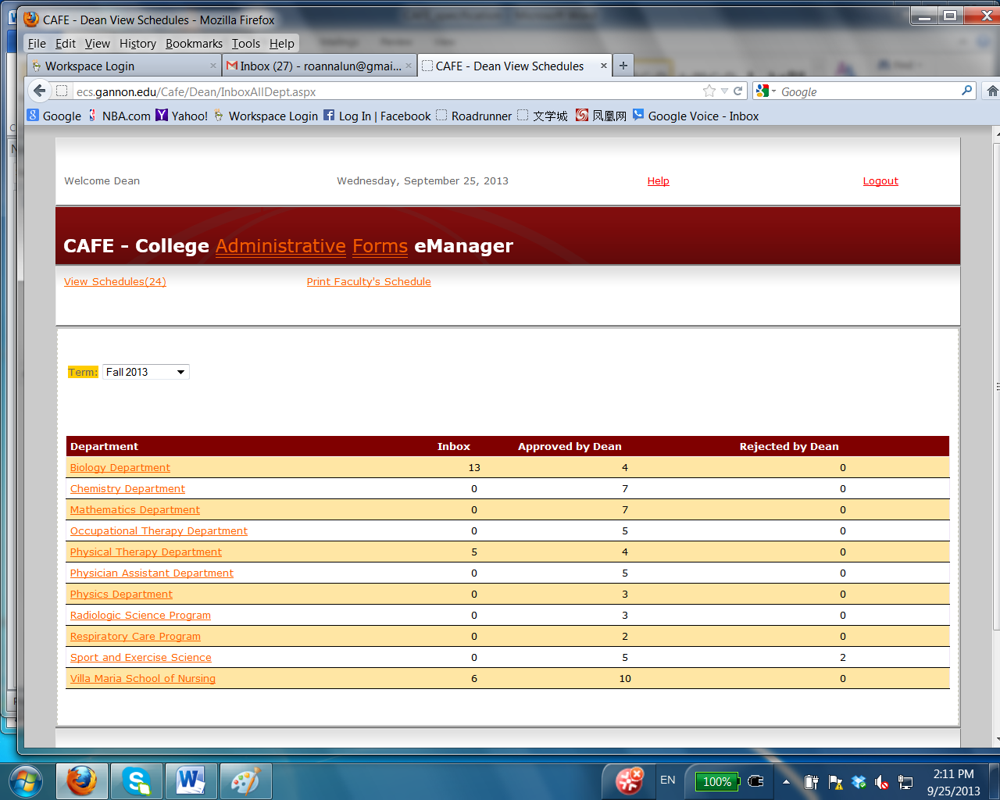 CAFE - Dean View Schedules - Mozilla Firefox
File Edit View History Bookmarks Tools Help
Workspace Login × Inbox (27) - roannalun@gmai... × CAFE - Dean View Schedules × +
ecs.gannon.edu/Cafe/Dean/InboxAllDept.aspx Google
Google NBA.com Yahoo! Workspace Login Log In | Facebook Roadrunner 文学城 凤凰网 Google Voice - Inbox
Welcome Dean Wednesday, September 25, 2013 Help Logout
CAFE - College Administrative Forms eManager
View Schedules(24) Print Faculty's Schedule
Term: Fall 2013
Department Inbox Approved by Dean Rejected by Dean
Biology Department 13 4 0
Chemistry Department 0 7 0
Mathematics Department 0 7 0
Occupational Therapy Department 0 5 0
Physical Therapy Department 5 4 0
Physician Assistant Department 0 5 0
Physics Department 0 3 0
Radiologic Science Program 0 3 0
Respiratory Care Program 0 2 0
Sport and Exercise Science 0 5 2
Villa Maria School of Nursing 6 10 0
EN 100% 2:11 PM
9/25/2013